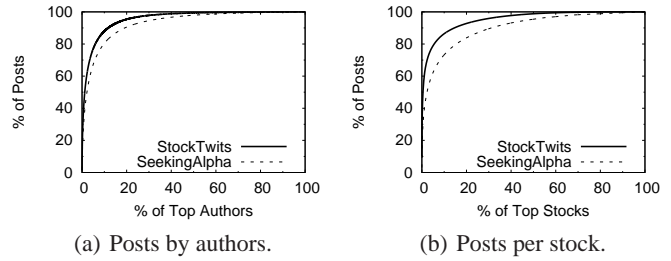 100
80
60
40
20
0
% of Posts
StockTwits
SeekingAlpha
0 20 40 60 80 100
% of Top Authors
(a) Posts by authors.
100
80
60
40
20
0
% of Posts
StockTwits
SeekingAlpha
0 20 40 60 80 100
% of Top Stocks
(b) Posts per stock.